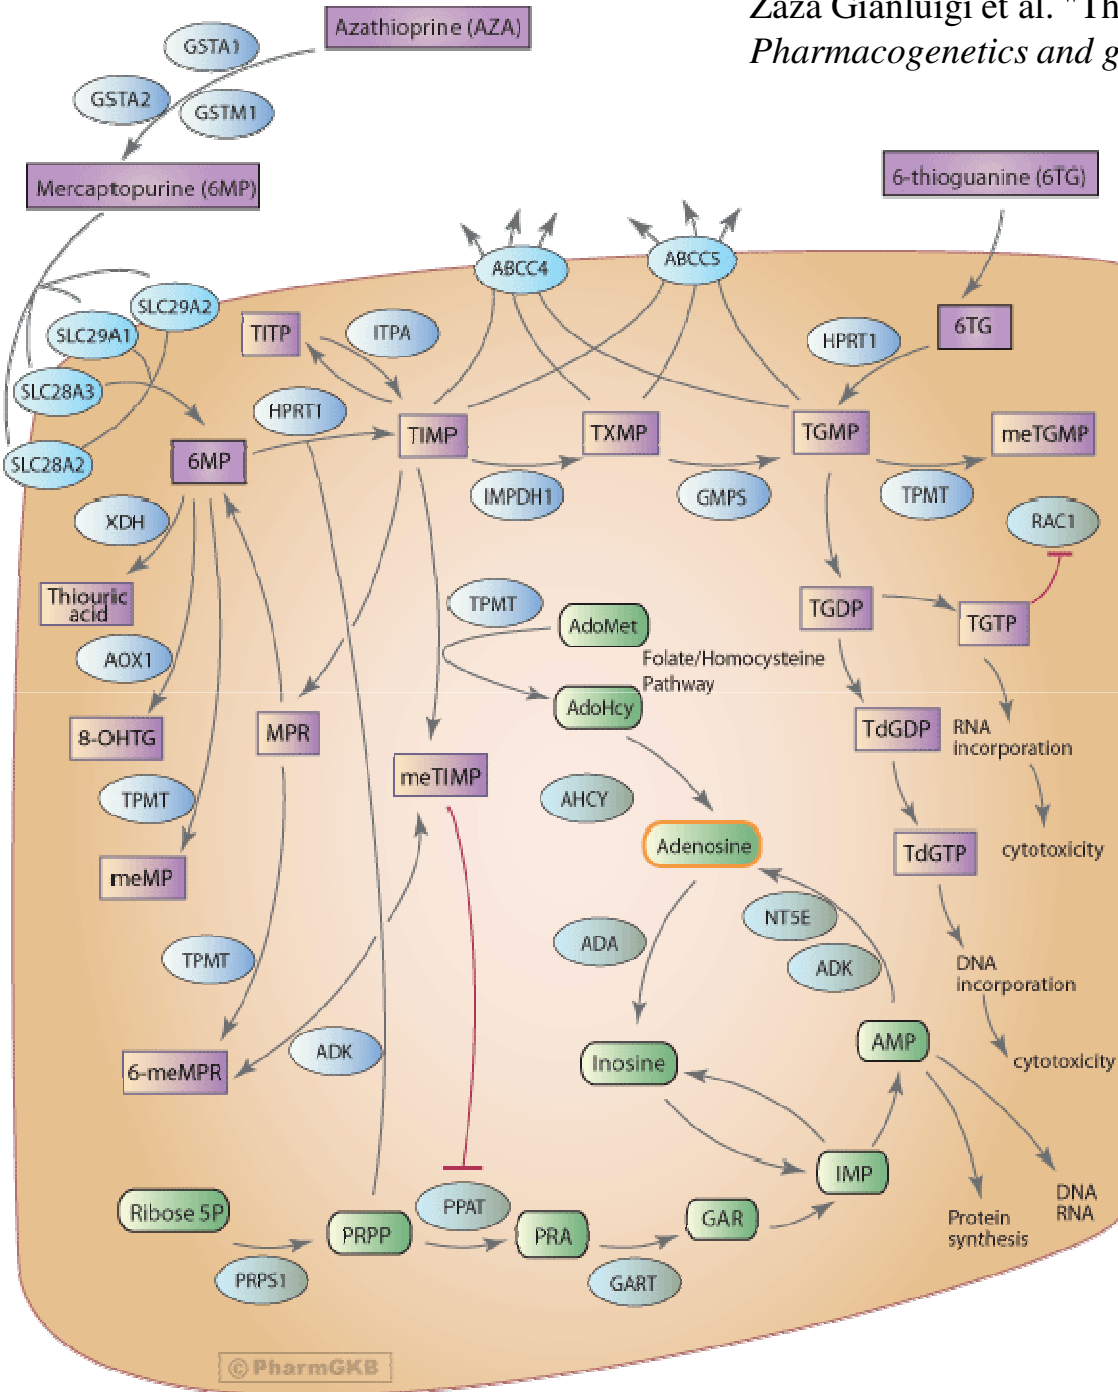 Zaza Gianluigi et al. "Th
Pharmacogenetics and g
Azathioprine (AZA)
GSTA1
GSTA2
GSTM1
Mercaptopurine (6MP)
6-thioguanine (6TG)
ABCC4
ABCC5
SLC29A2
SLC29A1
SLC28A3
SLC28A2
TITP
ITPA
HPRT1
6TG
HPRT1
6MP
TIMP
TXMP
TGMP
meTGMP
IMPDH1
GMPS
TPMT
XDH
RAC1
Thiouric
acid
TPMT
AdoMet
TGDP
TGTP
AOX1
Folate/Homocysteine
Pathway
AdoHcy
8-OHTG
MPR
TdGDP
RNA
incorporation
meTIMP
TPMT
AHCY
Adenosine
TdGTP
cytotoxicity
meMP
NT5E
ADA
TPMT
ADK
DNA
incorporation
ADK
6-meMPR
Inosine
AMP
cytotoxicity
IMP
Ribose 5P
PPAT
PRPP
PRA
GAR
Protein
synthesis
DNA
RNA
PRPS1
GART
© PharmGKB